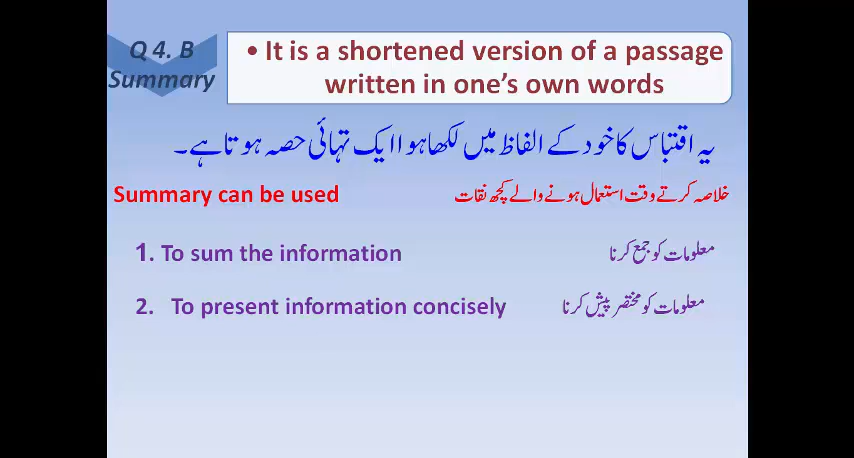 Q 4. B
Summary
• It is a shortened version of a passage
written in one's own words
یہ اقتباس کا خود کے الفاظ میں لکھا ہوا ایک تہائی حصہ ہوتا ہے۔
Summary can be used
خلاصہ کرتے وقت استعمال ہونے والے کچھ نقات
1. To sum the information
معلومات کو جمع کرنا
2. To present information concisely
معلومات کو مختصر پیش کرنا